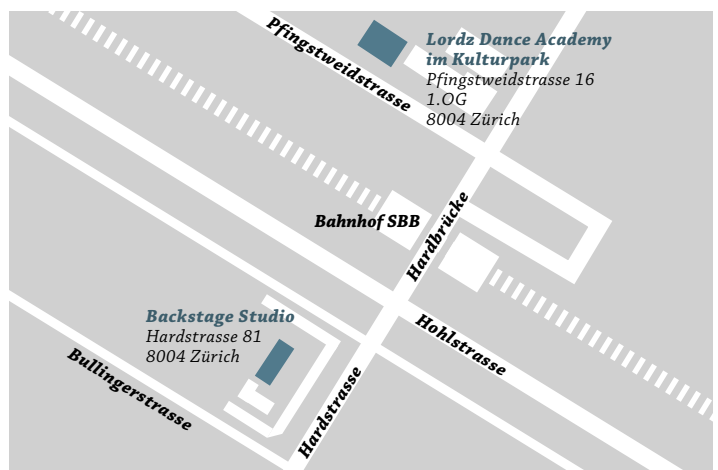 Pfingstweidstrasse
Lordz Dance Academy
im Kulturpark
Pfingstweidstrasse 16
1.OG
8004 Zürich
Bahnhof SBB
Hardbrücke
Backstage Studio
Hardstrasse 81
8004 Zürich
Hohlstrasse
Bullingerstrasse
Hardstrasse